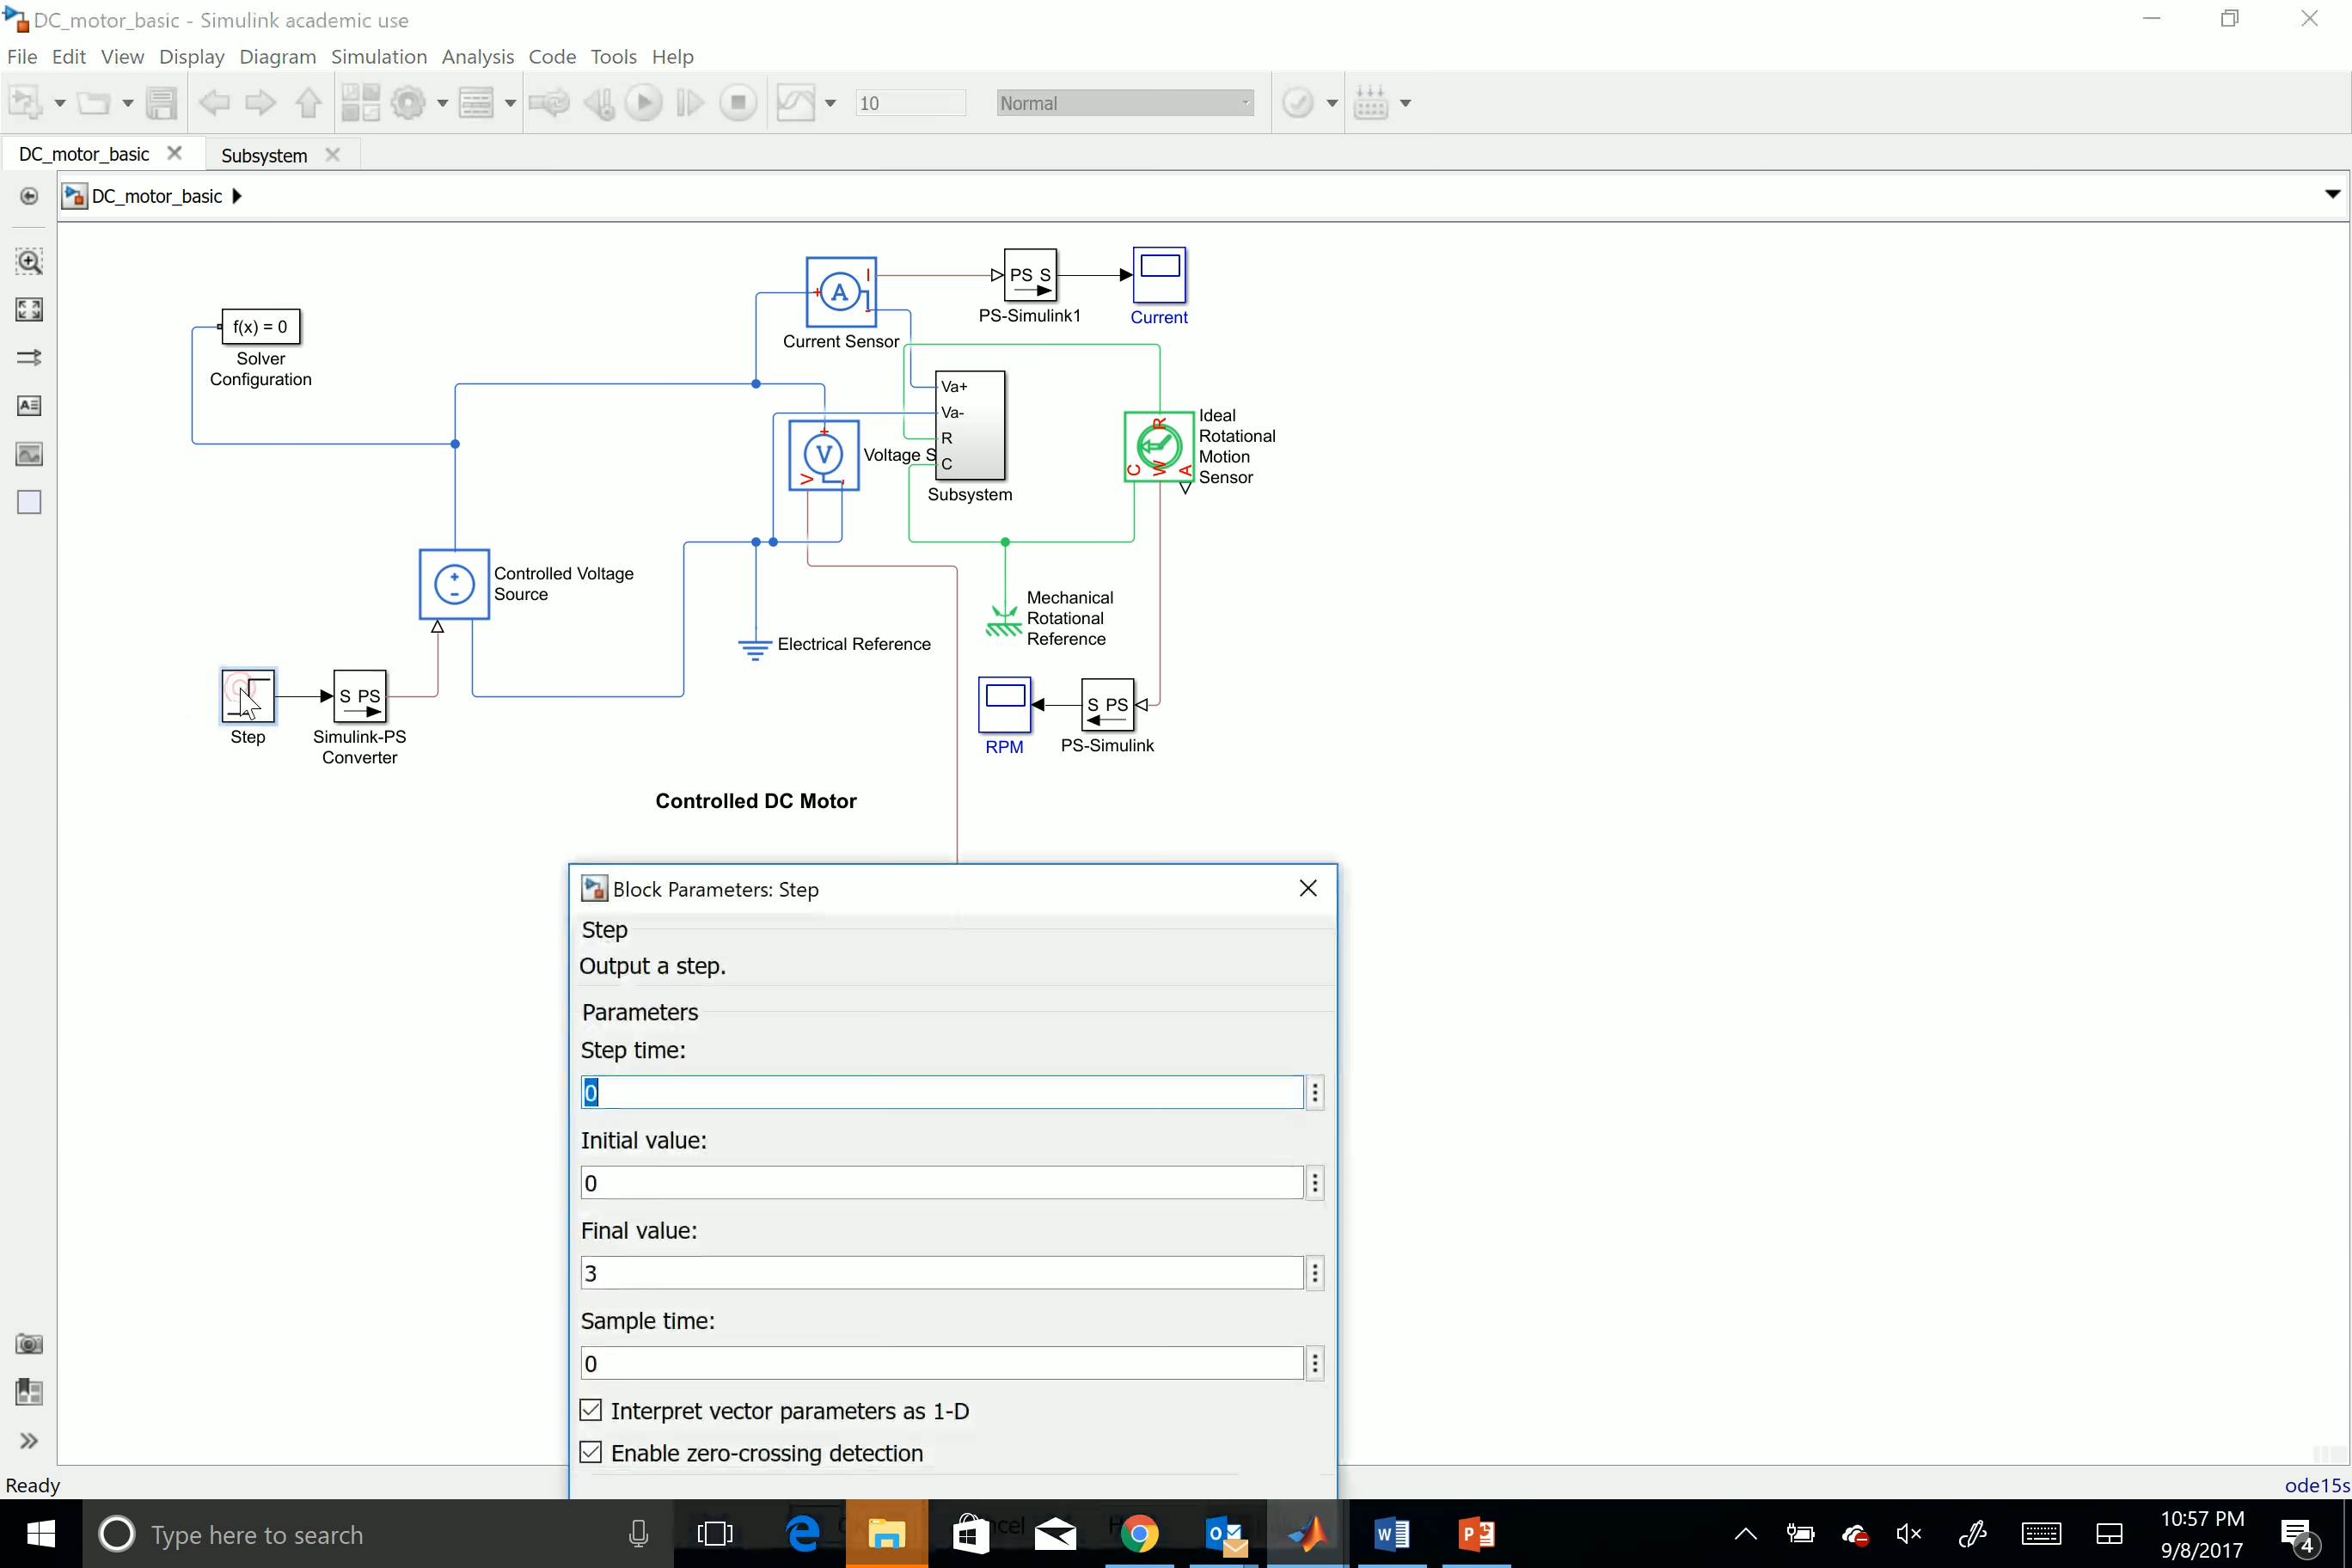 DC_motor_basic - Simulink academic use
File Edit View Display Diagram Simulation Analysis Code Tools Help
10 Normal
DC_motor_basic Subsystem
DC_motor_basic
f(x) = 0
Solver
Configuration
A
I
+
-
Current Sensor
PS S
PS-Simulink1
Current
V
+
V
-
Voltage S
Va+
Va-
R
C
Subsystem
R
C
W
A
Ideal
Rotational
Motion
Sensor
+
-
Controlled Voltage
Source
Electrical Reference
Mechanical
Rotational
Reference
Step
S PS
Simulink-PS
Converter
RPM
S PS
PS-Simulink
Controlled DC Motor
Block Parameters: Step
Step
Output a step.
Parameters
Step time:
0
Initial value:
0
Final value:
3
Sample time:
0
Interpret vector parameters as 1-D
Enable zero-crossing detection
Ready
ode15s
Type here to search
10:57 PM
9/8/2017
4